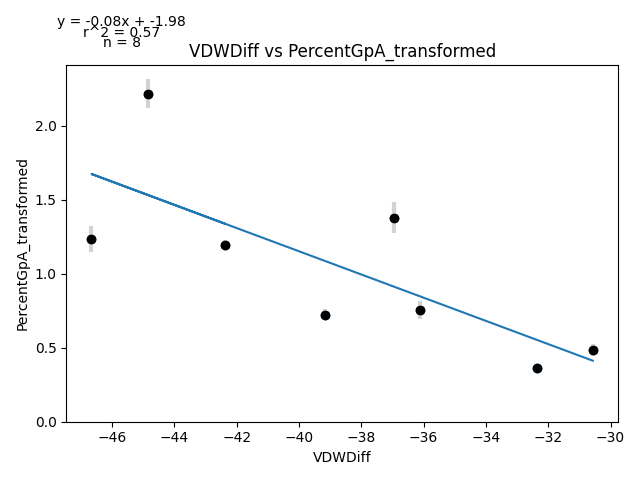 y = -0.08x + -1.98
r^2 = 0.57
n = 8
VDWDiff vs PercentGpA_transformed
PercentGpA_transformed
2.0
1.5
1.0
0.5
0.0
−46 −44 −42 −40 −38 −36 −34 −32 −30
VDWDiff